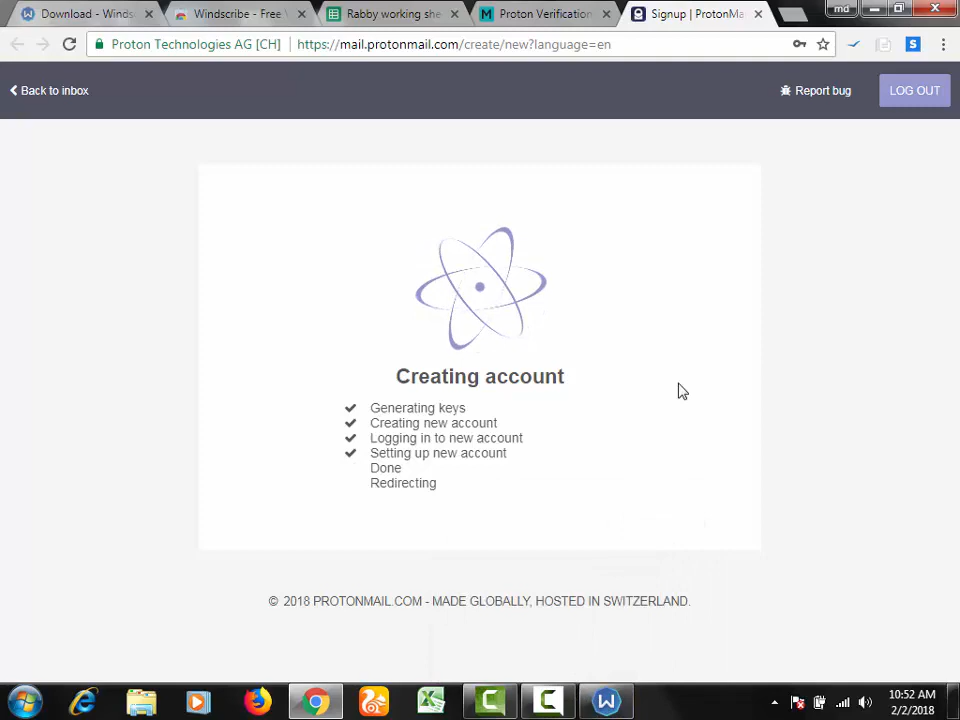 Download - Winds
Windscribe - Free
Rabby working she
Proton Verification
Signup | ProtonMa
md
Proton Technologies AG [CH]
https://mail.protonmail.com/create/new?language=en
S
Back to inbox
Report bug
LOG OUT
Creating account
Generating keys
Creating new account
Logging in to new account
Setting up new account
Done
Redirecting
© 2018 PROTONMAIL.COM - MADE GLOBALLY, HOSTED IN SWITZERLAND.
10:52 AM
2/2/2018